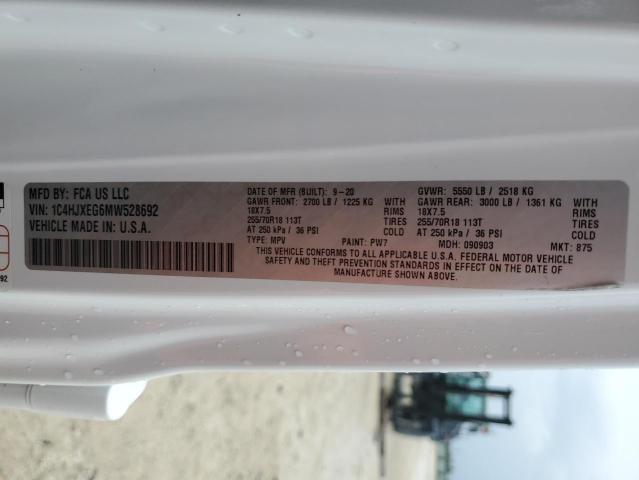 MFD BY: FCA US LLC
VIN: 1C4HJXEG6MW528692
VEHICLE MADE IN: U.S.A.
DATE OF MFR (BUILT): 9-20
GAWR FRONT: 2700 LB / 1225 KG WITH
18X7.5 RIMS
255/70R18 113T TIRES
AT 250 kPa / 36 PSI COLD
GVWR: 5550 LB / 2518 KG
GAWR REAR: 3000 LB / 1361 KG WITH
18X7.5 RIMS
255/70R18 113T TIRES
AT 250 kPa / 36 PSI COLD
TYPE: MPV PAINT: PW7 MDH: 090903 MKT: 875
THIS VEHICLE CONFORMS TO ALL APPLICABLE U.S.A. FEDERAL MOTOR VEHICLE
SAFETY AND THEFT PREVENTION STANDARDS IN EFFECT ON THE DATE OF
MANUFACTURE SHOWN ABOVE.
92